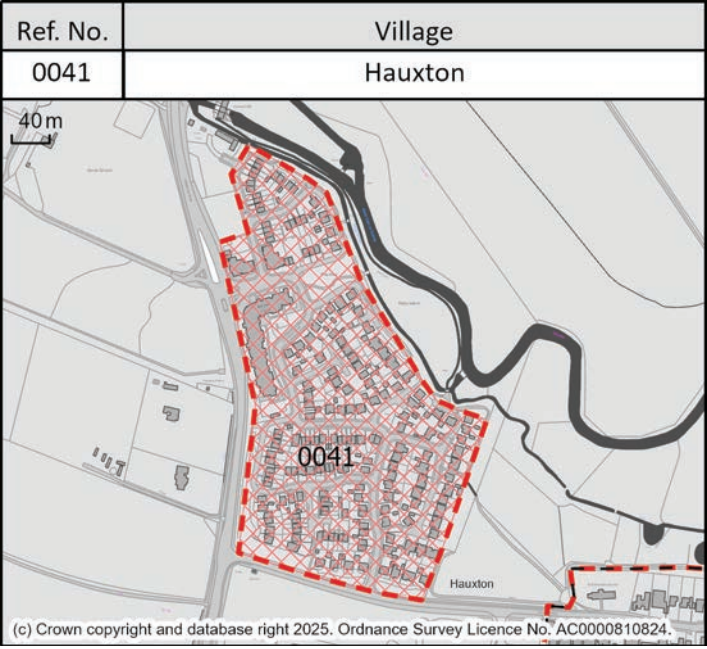 Ref. No. Village
0041 Hauxton
40 m
0041
Hauxton
(c) Crown copyright and database right 2025. Ordnance Survey Licence No. AC0000810824.